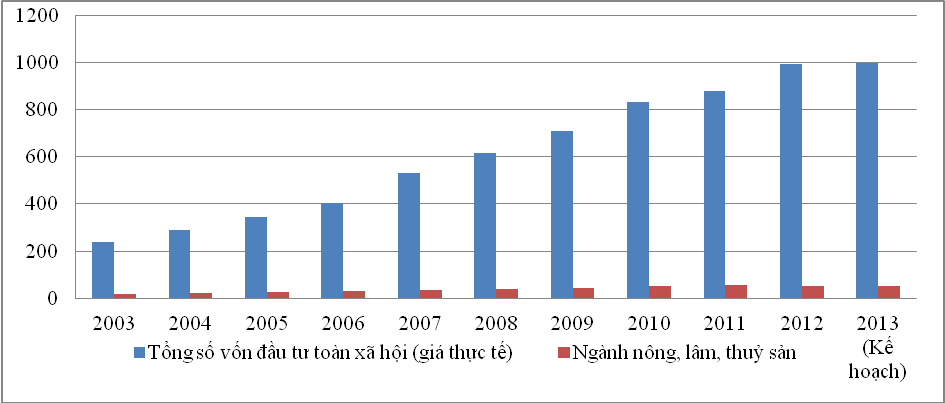 1200
1000
800
600
400
200
0
2003 2004 2005 2006 2007 2008 2009 2010 2011 2012 2013
(Kế
hoạch)
Tổng số vốn đầu tư toàn xã hội (giá thực tế) Ngành nông, lâm, thuỷ sản